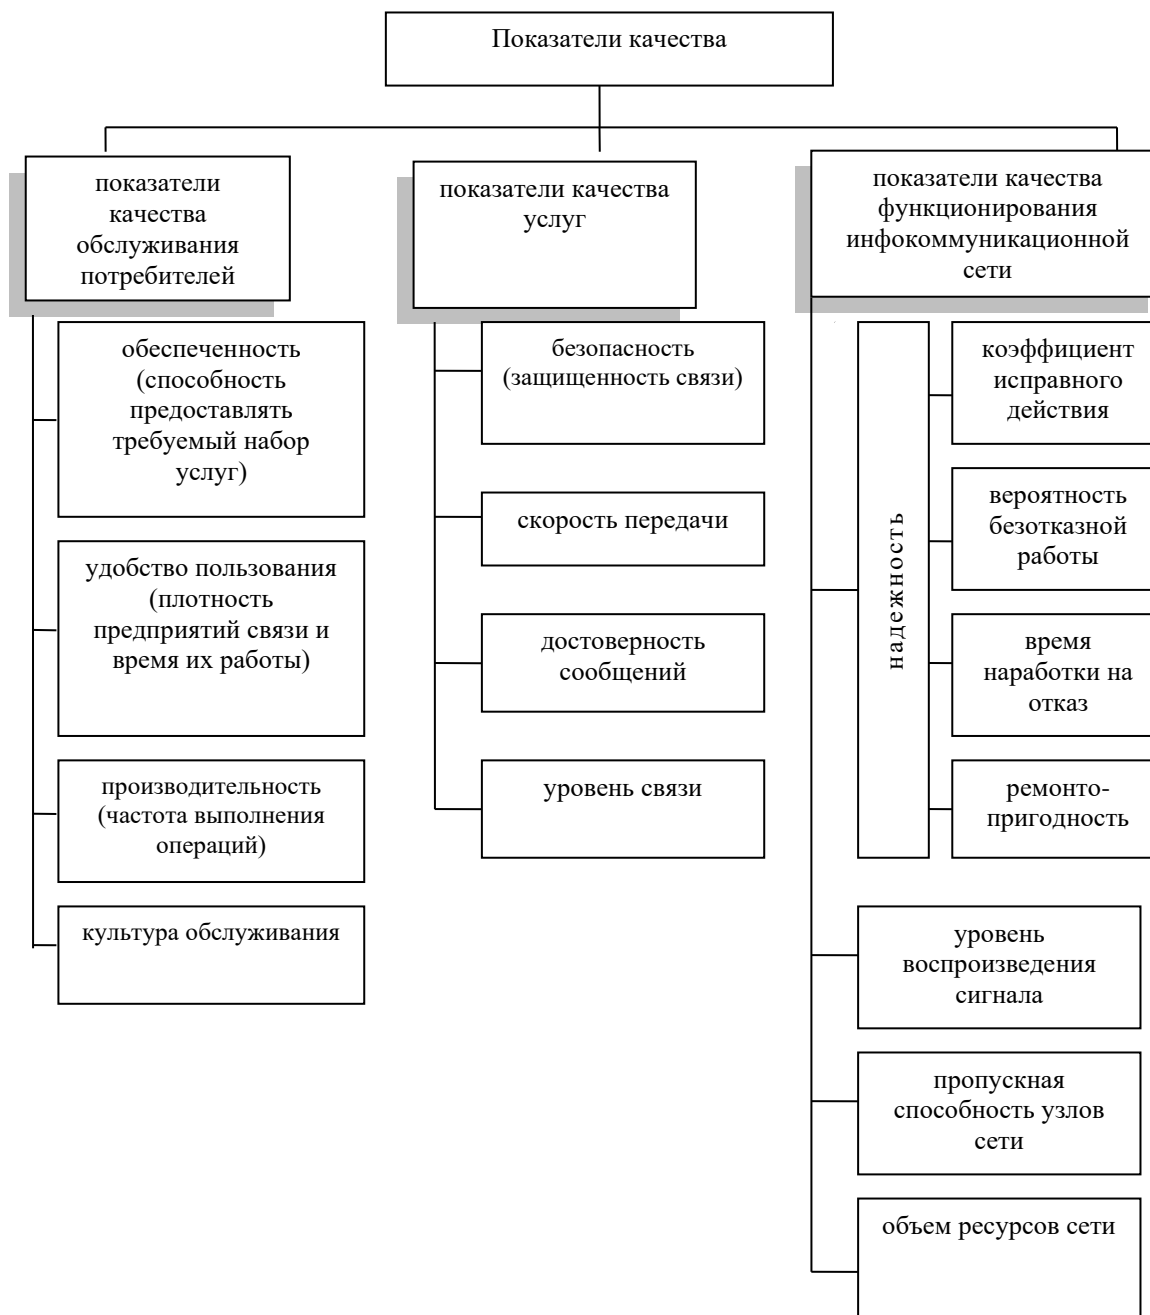 Показатели качества
показатели
качества
обслуживания
потребителей
показатели качества
услуг
показатели качества
функционирования
инфокоммуникационной
сети
обеспеченность
(способность
предоставлять
требуемый набор
услуг)
удобство пользования
(плотность
предприятий связи и
время их работы)
производительность
(частота выполнения
операций)
культура обслуживания
безопасность
(защищенность связи)
скорость передачи
достоверность
сообщений
уровень связи
надежность
коэффициент
исправного
действия
вероятность
безотказной
работы
время
наработки на
отказ
ремонто-
пригодность
уровень
воспроизведения
сигнала
пропускная
способность узлов
сети
объем ресурсов сети